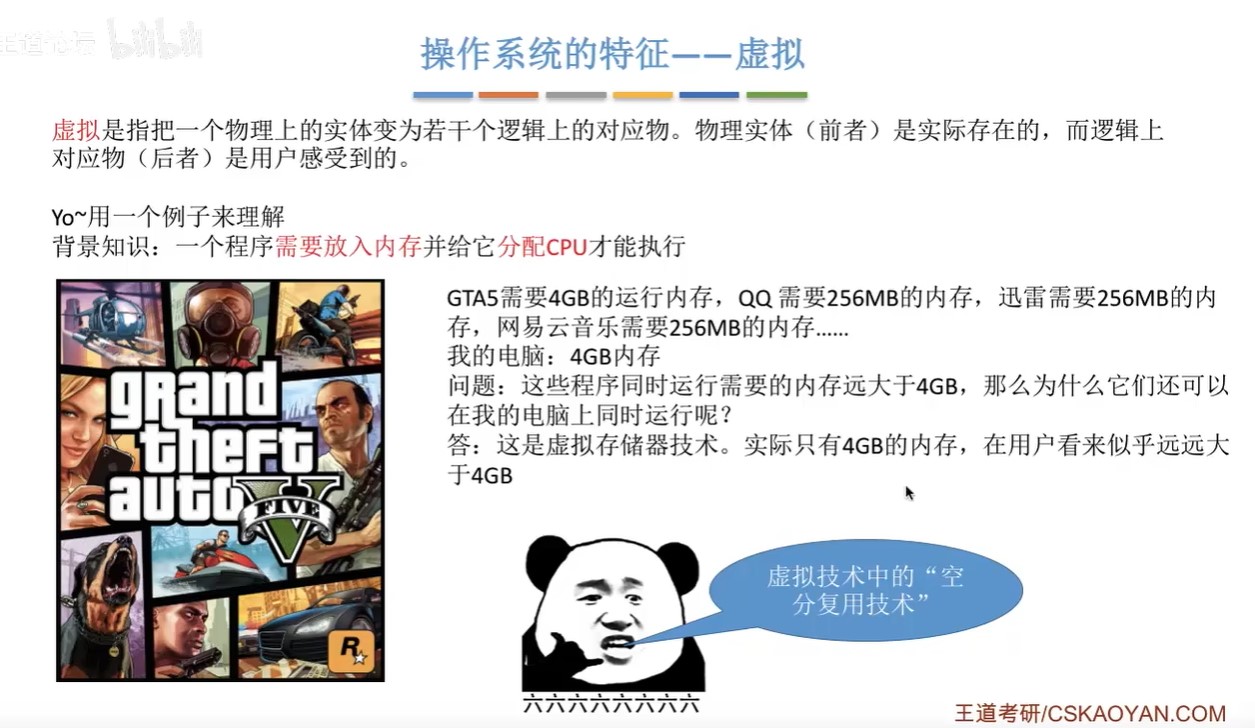 王道论坛 bilibili
操作系统的特征——虚拟
虚拟是指把一个物理上的实体变为若干个逻辑上的对应物。物理实体（前者）是实际存在的，而逻辑上
对应物（后者）是用户感受到的。
Yo~用一个例子来理解
背景知识：一个程序需要放入内存并给它分配CPU才能执行
grand
theft
auto
V
FIVE
R
GTA5需要4GB的运行内存，QQ 需要256MB的内存，迅雷需要256MB的内
存，网易云音乐需要256MB的内存……
我的电脑：4GB内存
问题：这些程序同时运行需要的内存远大于4GB，那么为什么它们还可以
在我的电脑上同时运行呢？
答：这是虚拟存储器技术。实际只有4GB的内存，在用户看来似乎远远大
于4GB
虚拟技术中的“空
分复用技术”
六六六六六六六六
王道考研/CSKAOYAN.COM